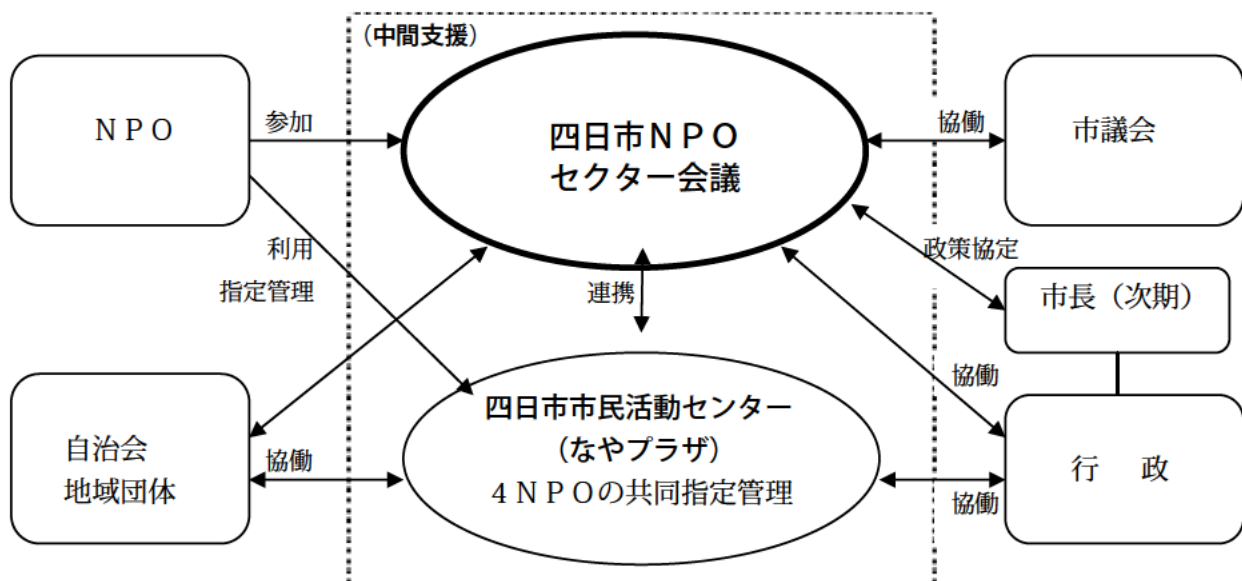 (中間支援)
ＮＰＯ
参加
四日市ＮＰＯ
セクター会議
協働
市議会
利用
指定管理
連携
政策協定
市長（次期）
協働
自治会
地域団体
協働
四日市市民活動センター
（なやプラザ）
４ＮＰＯの共同指定管理
協働
行　政